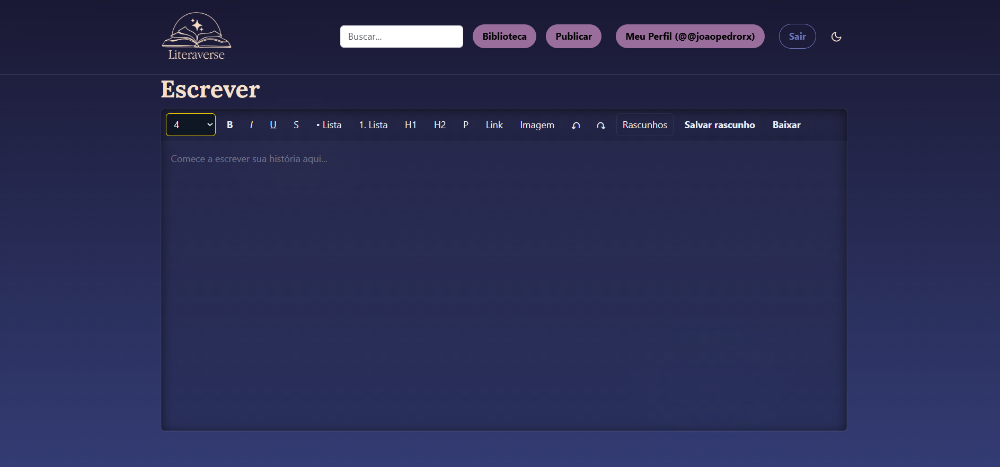 Literaverse
Buscar...
Biblioteca
Publicar
Meu Perfil (@@joaopedrorx)
Sair
Escrever
4
B
I
U
S
• Lista
1. Lista
H1
H2
P
Link
Imagem
Rascunhos
Salvar rascunho
Baixar
Comece a escrever sua história aqui...